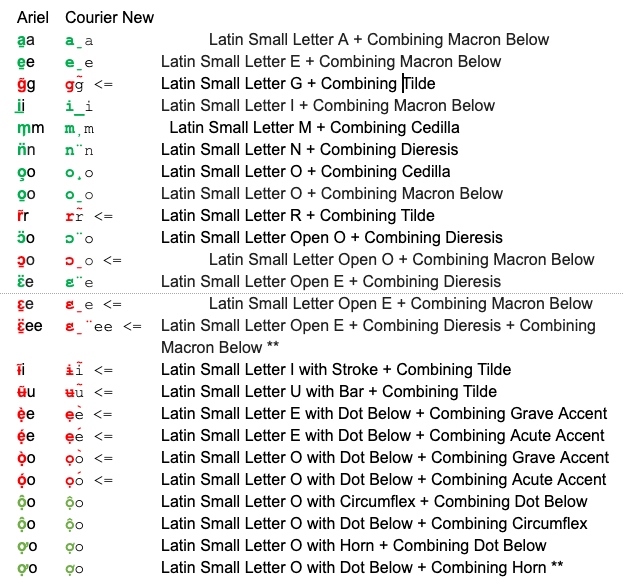 Ariel Courier New
a̱a a̱a Latin Small Letter A + Combining Macron Below
e̱e e̱e Latin Small Letter E + Combining Macron Below
g̃g g̃g <= Latin Small Letter G + Combining Tilde
i̱i i̱i Latin Small Letter I + Combining Macron Below
m̧m m̧m Latin Small Letter M + Combining Cedilla
n̈n n̈n Latin Small Letter N + Combining Dieresis
o̧o o̧o Latin Small Letter O + Combining Cedilla
o̱o o̱o Latin Small Letter O + Combining Macron Below
r̃r r̃r <= Latin Small Letter R + Combining Tilde
ɔ̈o ɔ̈o Latin Small Letter Open O + Combining Dieresis
ɔ̱o ɔ̱o <= Latin Small Letter Open O + Combining Macron Below
ɛ̈e ɛ̈e Latin Small Letter Open E + Combining Dieresis
ɛ̱e ɛ̱e <= Latin Small Letter Open E + Combining Macron Below
ɛ̱̈ee ɛ̱̈ee <= Latin Small Letter Open E + Combining Dieresis + Combining
Macron Below **
ɨ̃i ɨ̃i <= Latin Small Letter I with Stroke + Combining Tilde
ʉ̃u ʉ̃u <= Latin Small Letter U with Bar + Combining Tilde
ẹ̀e ẹ̀e <= Latin Small Letter E with Dot Below + Combining Grave Accent
ẹ́e ẹ́e <= Latin Small Letter E with Dot Below + Combining Acute Accent
ọ̀o ọ̀o <= Latin Small Letter O with Dot Below + Combining Grave Accent
ọ́o ọ́o <= Latin Small Letter O with Dot Below + Combining Acute Accent
ộo ộo Latin Small Letter O with Circumflex + Combining Dot Below
ộo ộo Latin Small Letter O with Dot Below + Combining Circumflex
ợo ợo Latin Small Letter O with Horn + Combining Dot Below
ợo ợo Latin Small Letter O with Dot Below + Combining Horn **